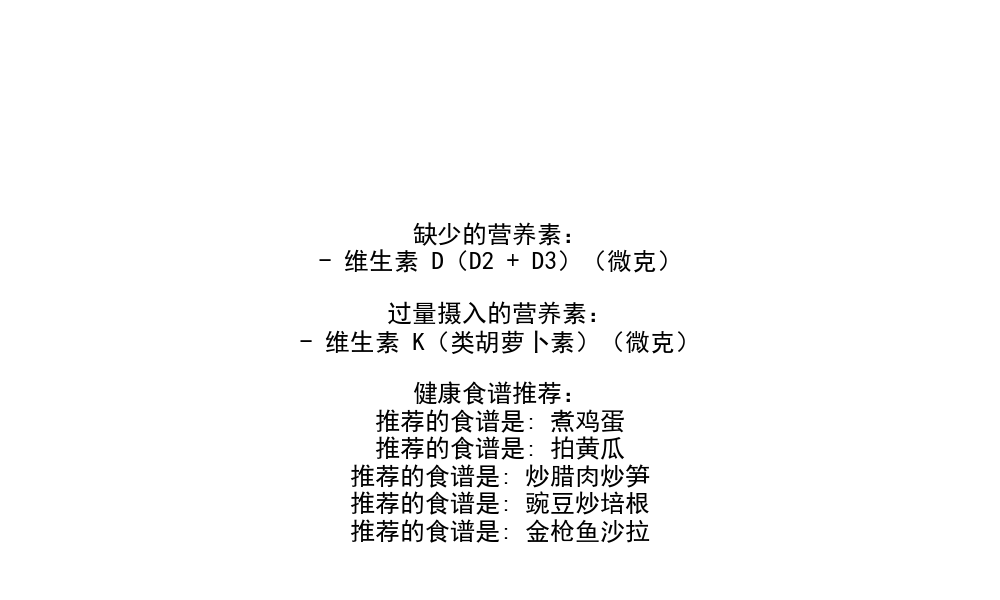 缺少的营养素：
- 维生素 D（D2 + D3）（微克）
过量摄入的营养素：
- 维生素 K（类胡萝卜素）（微克）
健康食谱推荐：
推荐的食谱是: 煮鸡蛋
推荐的食谱是: 拍黄瓜
推荐的食谱是: 炒腊肉炒笋
推荐的食谱是: 豌豆炒培根
推荐的食谱是: 金枪鱼沙拉